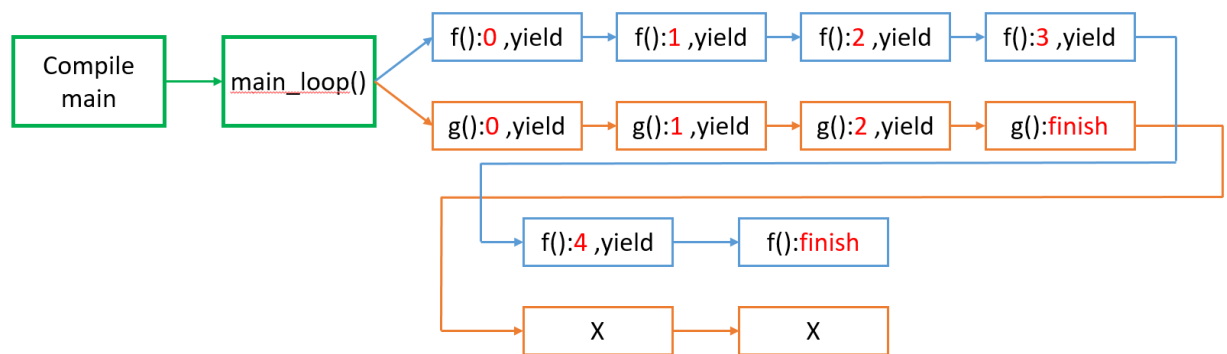 Compile
main
main_loop()
f():0 ,yield
f():1 ,yield
f():2 ,yield
f():3 ,yield
g():0 ,yield
g():1 ,yield
g():2 ,yield
g():finish
f():4 ,yield
f():finish
X
X